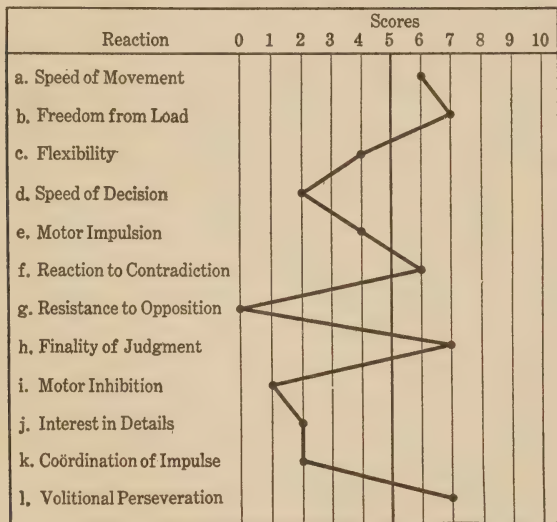 Scores
Reaction 0 1 2 3 4 5 6 7 8 9 10
a. Speed of Movement
b. Freedom from Load
c. Flexibility
d. Speed of Decision
e. Motor Impulsion
f. Reaction to Contradiction
g. Resistance to Opposition
h. Finality of Judgment
i. Motor Inhibition
j. Interest in Details
k. Coördination of Impulse
l. Volitional Perseveration